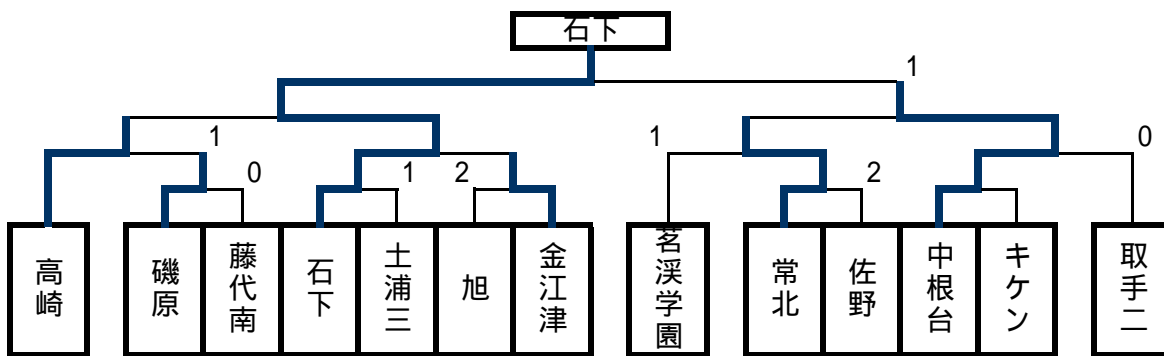 石下
1
1
1
0
0
1
2
2
高崎
磯原
藤代南
石下
土浦三
旭
金江津
茗渓学園
常北
佐野
中根台
キケン
取手二